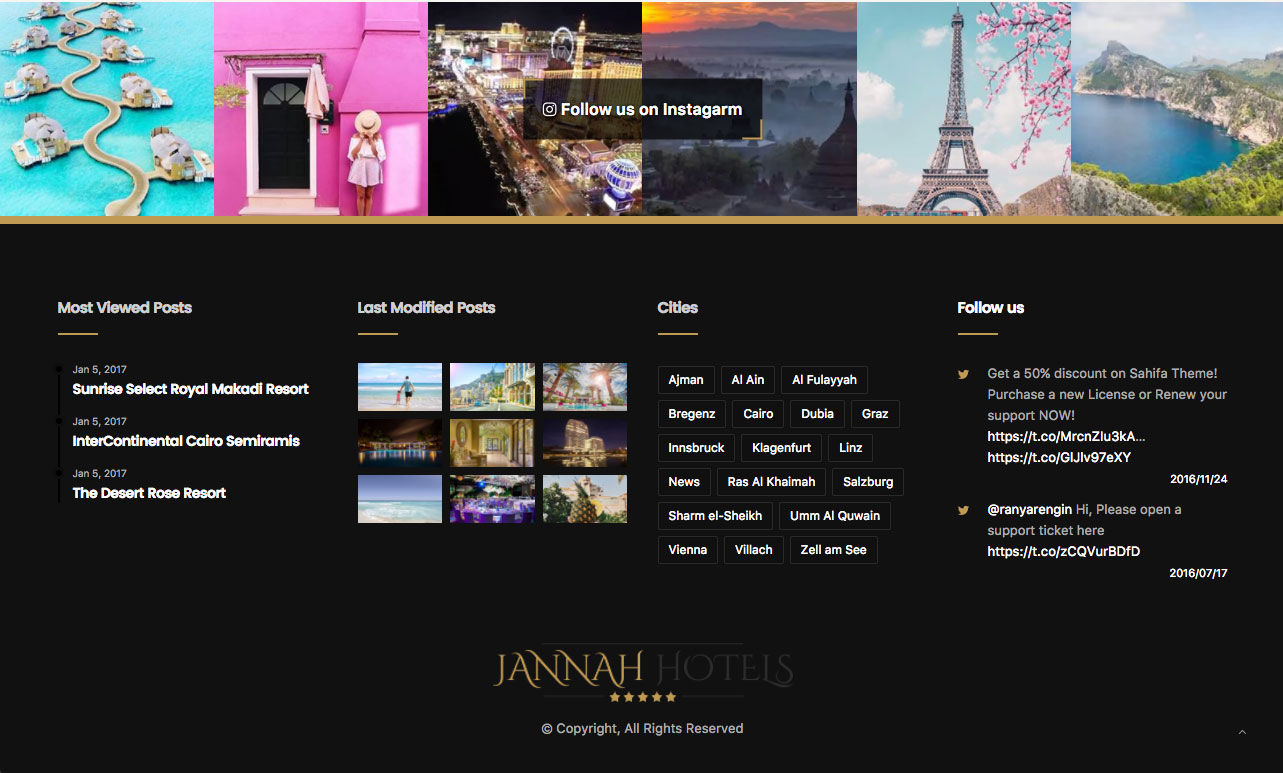 Follow us on Instagarm
Most Viewed Posts
Jan 5, 2017
Sunrise Select Royal Makadi Resort
Jan 5, 2017
InterContinental Cairo Semiramis
Jan 5, 2017
The Desert Rose Resort
Last Modified Posts
Cities
Ajman Al Ain Al Fulayyah
Bregenz Cairo Dubia Graz
Innsbruck Klagenfurt Linz
News Ras Al Khaimah Salzburg
Sharm el-Sheikh Umm Al Quwain
Vienna Villach Zell am See
Follow us
Get a 50% discount on Sahifa Theme!
Purchase a new License or Renew your
support NOW!
https://t.co/MrcnZlu3kA...
https://t.co/GlJlv97eXY
2016/11/24
@ranyarengin Hi, Please open a
support ticket here
https://t.co/zCQVurBDfD
2016/07/17
JANNAH HOTELS
© Copyright, All Rights Reserved